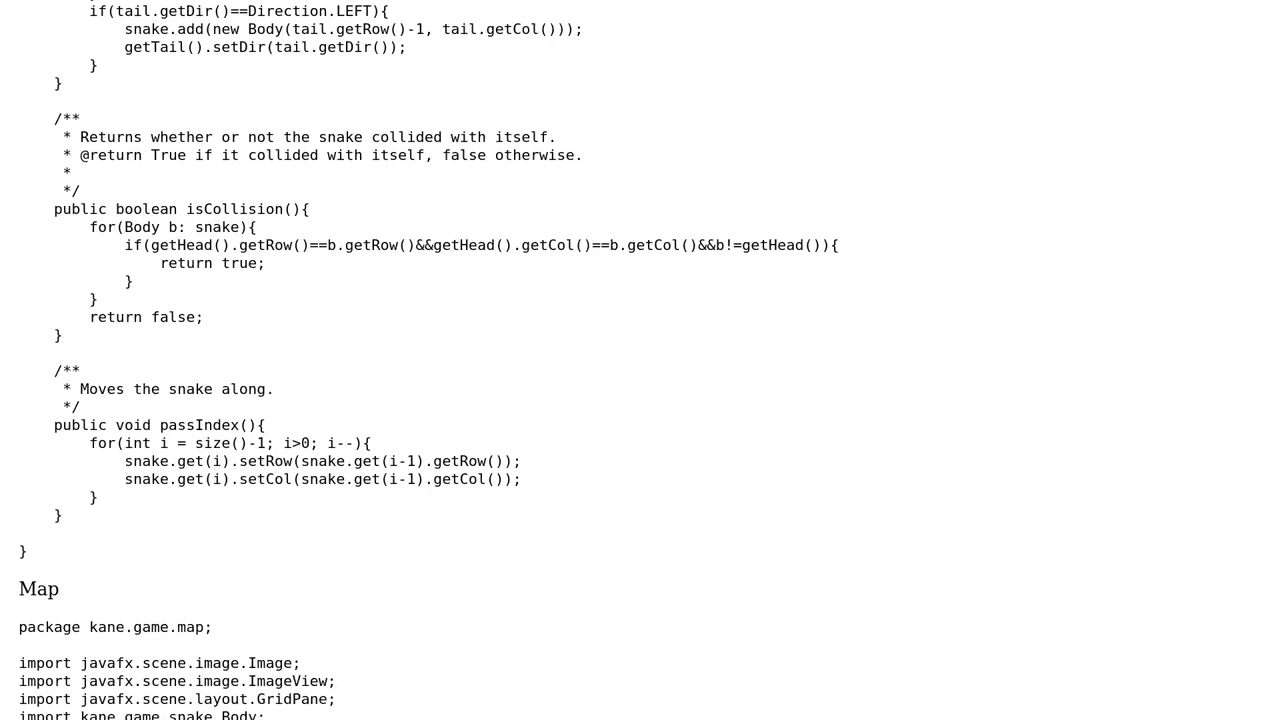 if(tail.getDir()==Direction.LEFT){
snake.add(new Body(tail.getRow()-1, tail.getCol()));
getTail().setDir(tail.getDir());
}
}
/**
* Returns whether or not the snake collided with itself.
* @return True if it collided with itself, false otherwise.
*
*/
public boolean isCollision(){
for(Body b: snake){
if(getHead().getRow()==b.getRow()&&getHead().getCol()==b.getCol()&&b!=getHead()){
return true;
}
}
return false;
}
/**
* Moves the snake along.
*/
public void passIndex(){
for(int i = size()-1; i>0; i--){
snake.get(i).setRow(snake.get(i-1).getRow());
snake.get(i).setCol(snake.get(i-1).getCol());
}
}
}
Map
package kane.game.map;
import javafx.scene.image.Image;
import javafx.scene.image.ImageView;
import javafx.scene.layout.GridPane;
import kane.game.snake.Body;